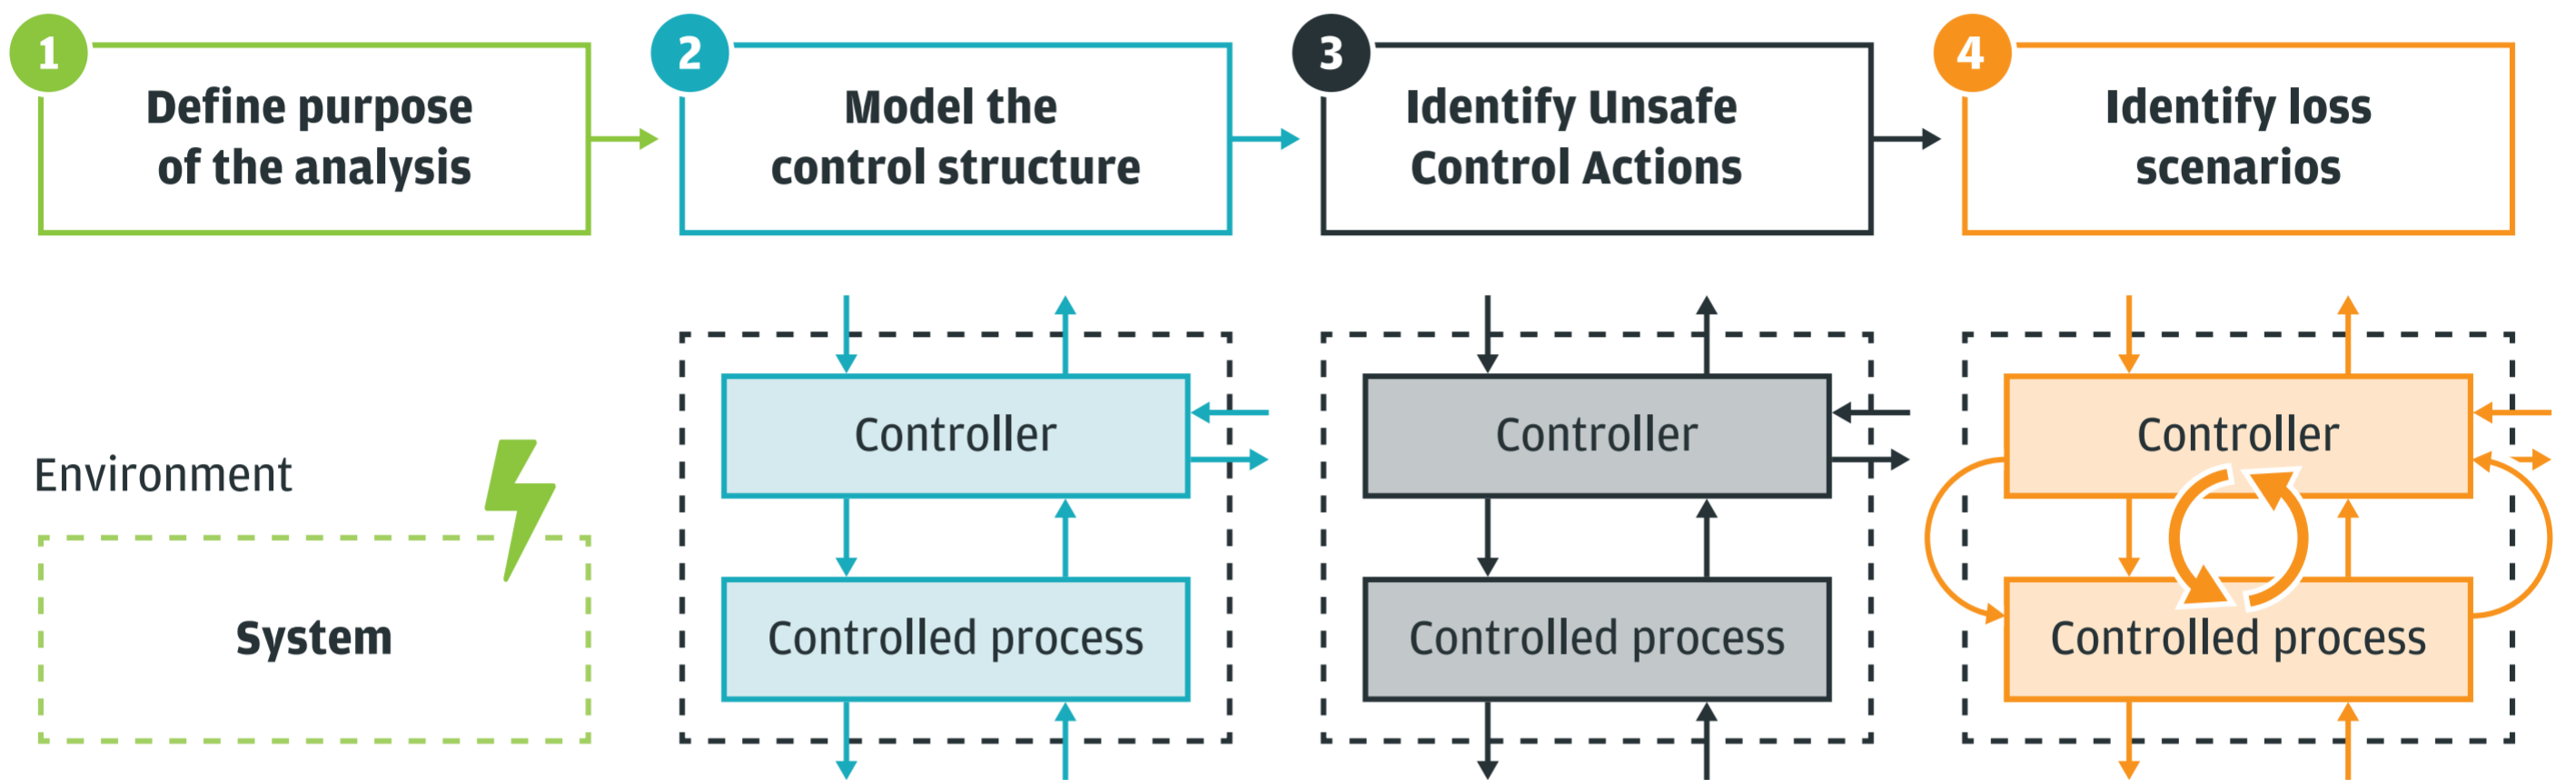 1
Define purpose
of the analysis
2
Model the
control structure
3
Identify Unsafe
Control Actions
4
Identify loss
scenarios
Environment
System
Controller
Controlled process
Controller
Controlled process
Controller
Controlled process